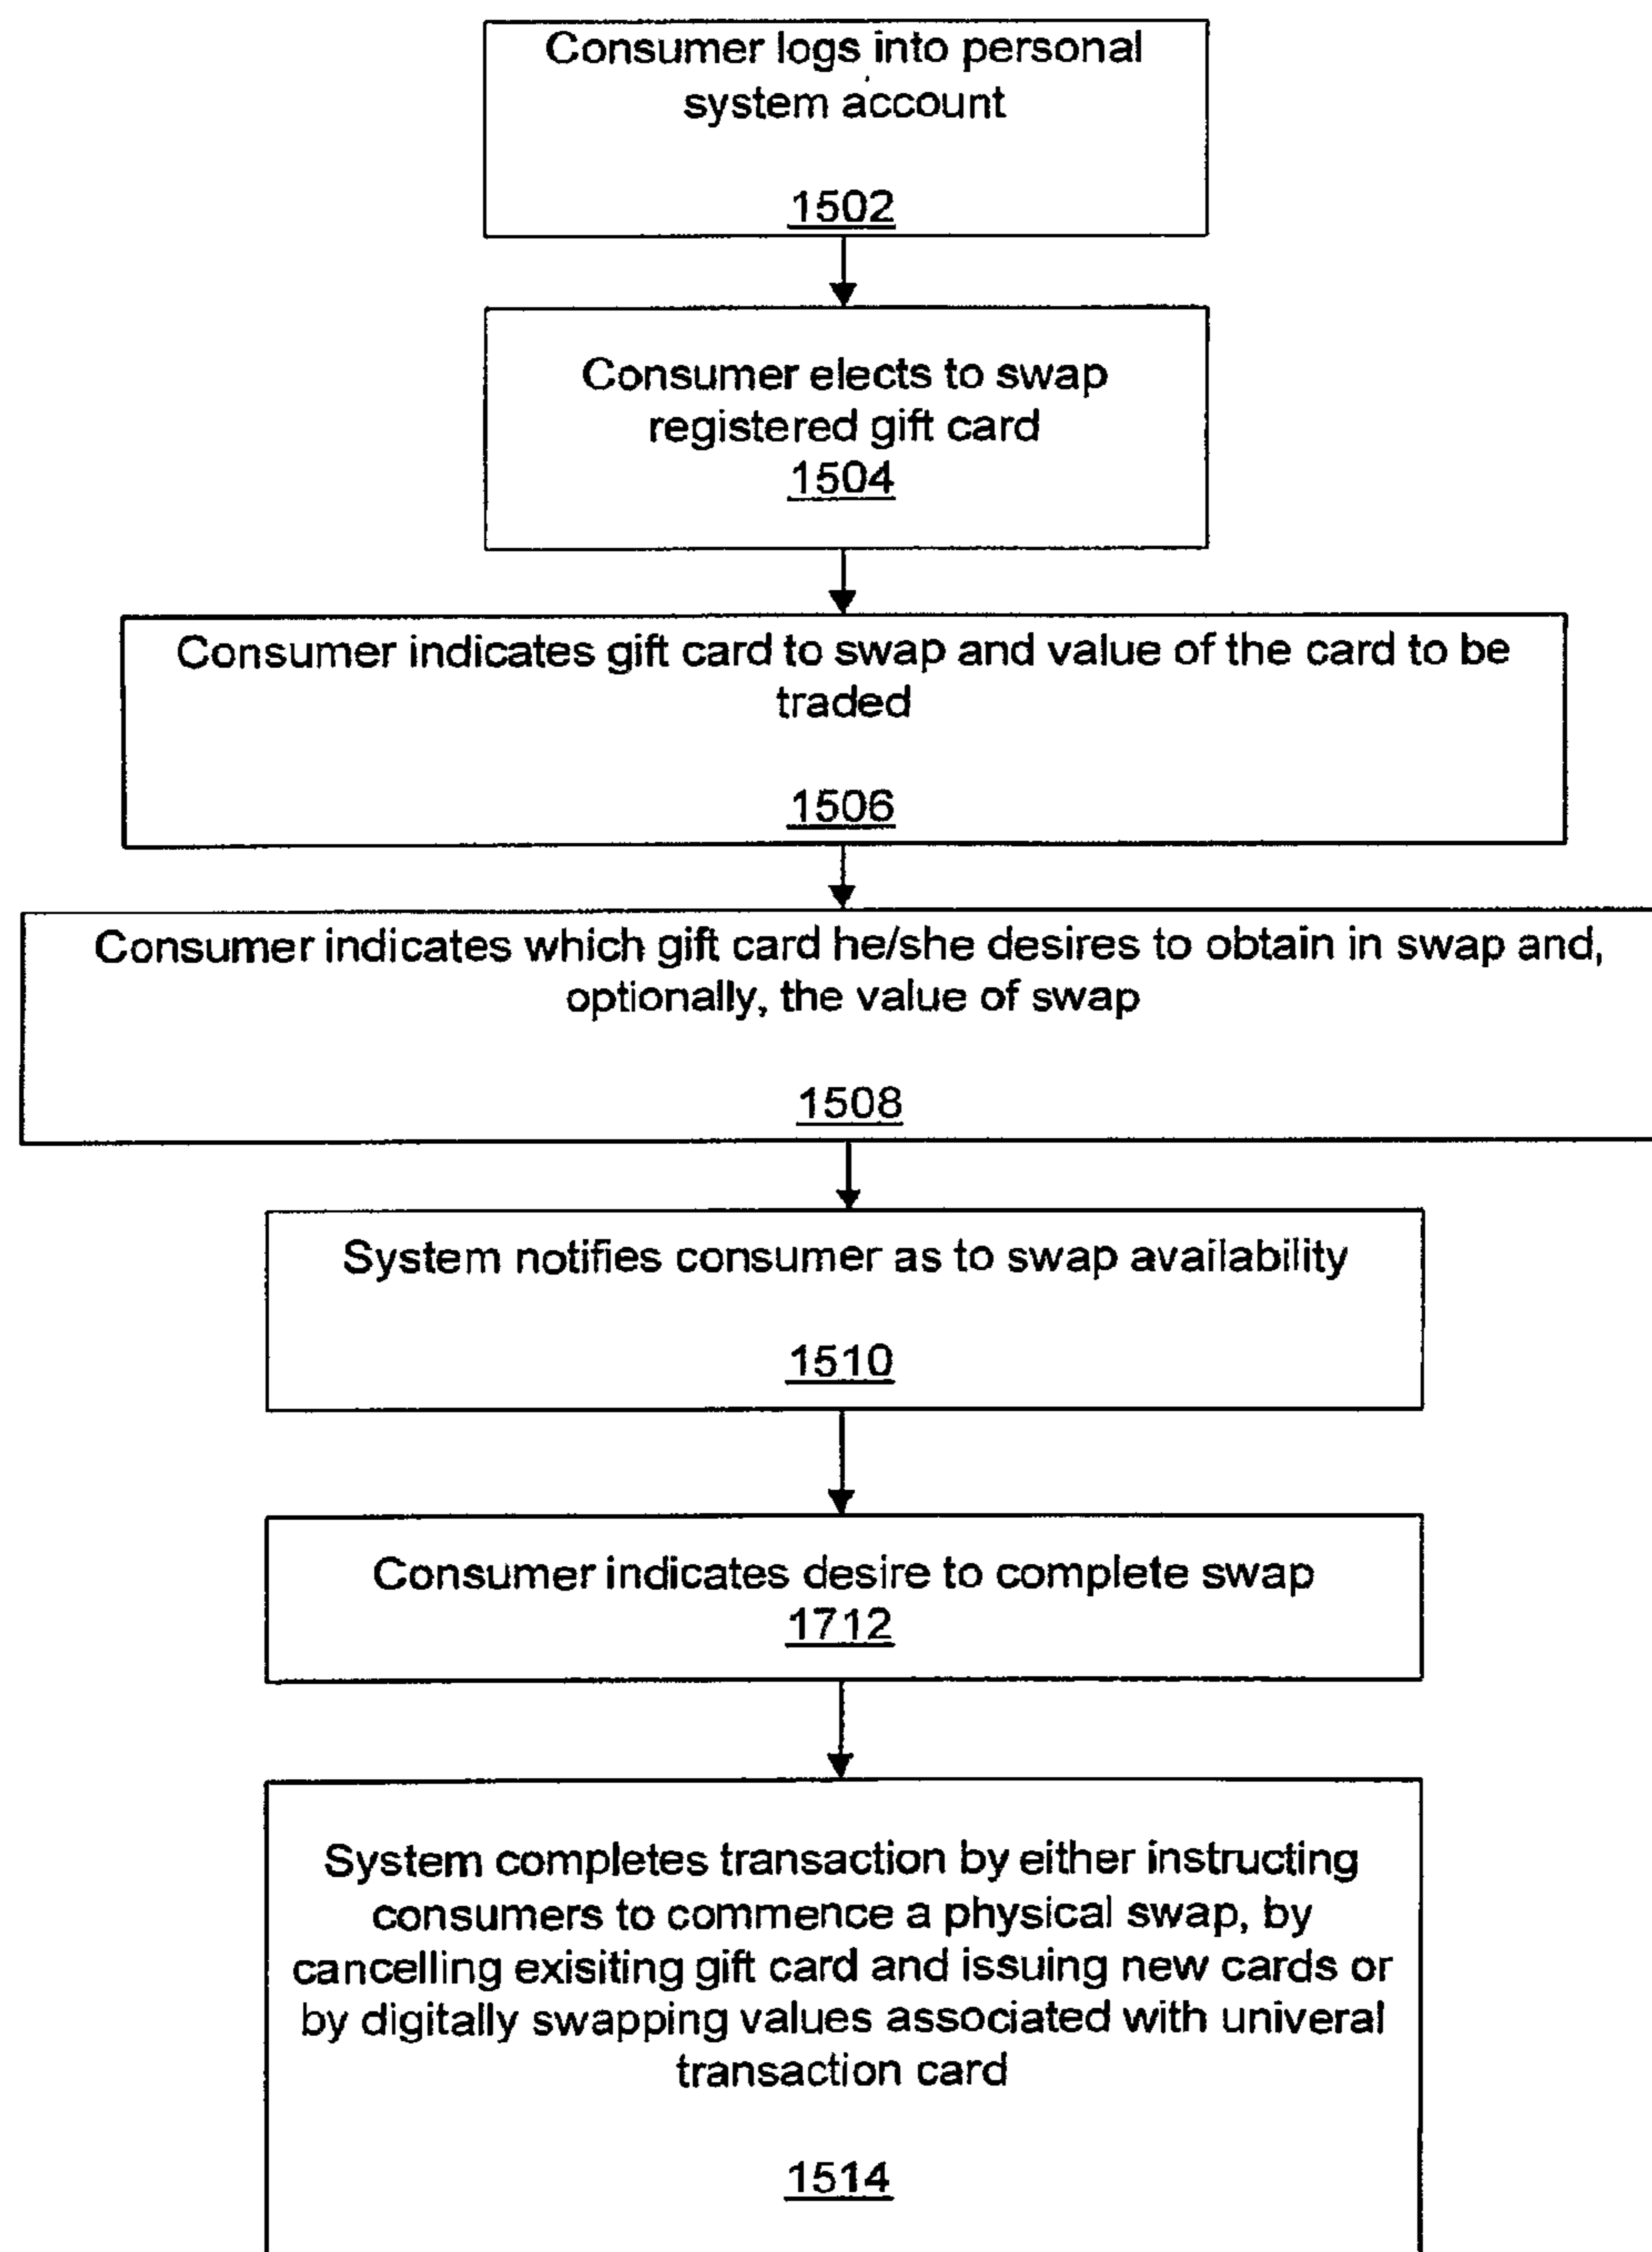 Consumer logs into personal
system account
1502
Consumer elects to swap
registered gift card
1504
Consumer indicates gift card to swap and value of the card to be
traded
1506
Consumer indicates which gift card he/she desires to obtain in swap and,
optionally, the value of swap
1508
System notifies consumer as to swap availability
1510
Consumer indicates desire to complete swap
1712
System completes transaction by either instructing
consumers to commence a physical swap, by
cancelling exisiting gift card and issuing new cards or
by digitally swapping values associated with univeral
transaction card
1514